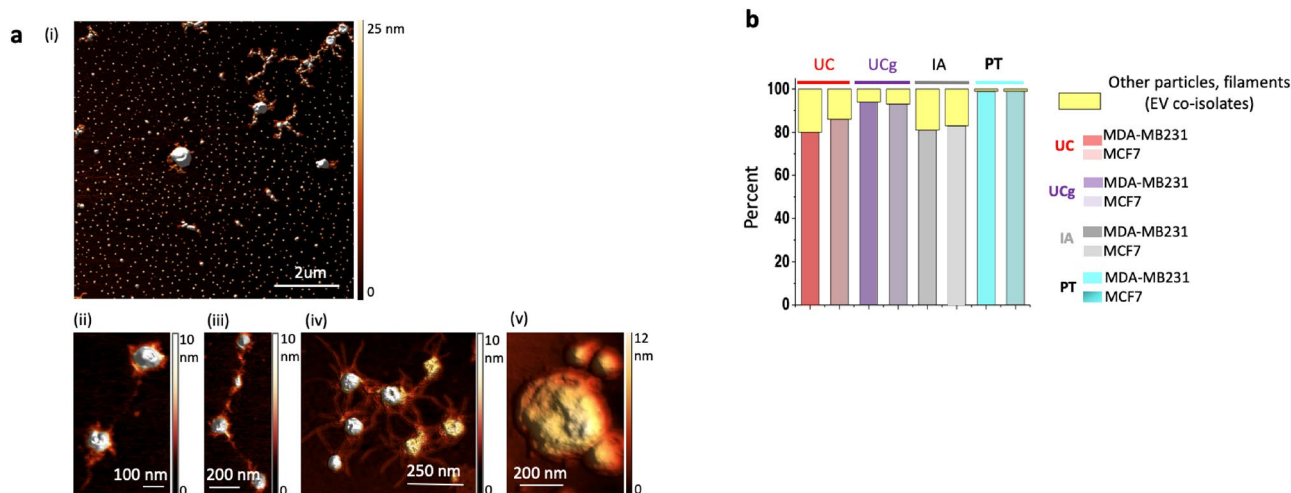 a (i)
25 nm
2um
0
(ii) (iii) (iv) (v)
10 nm
100 nm
0
10 nm
200 nm
0
10 nm
250 nm
0
12 nm
200 nm
0
b
UC UCg IA PT
100
80
60
40
20
0
Percent
Other particles, filaments
(EV co-isolates)
UC
MDA-MB231
MCF7
UCg
MDA-MB231
MCF7
IA
MDA-MB231
MCF7
PT
MDA-MB231
MCF7